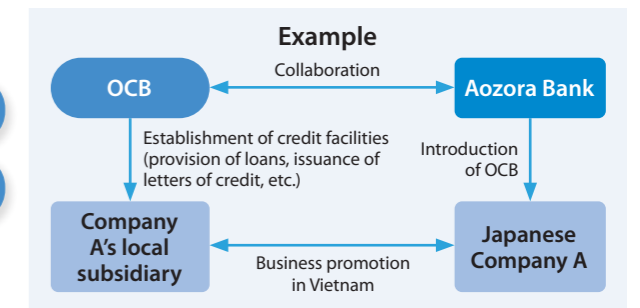 Example
Collaboration
OCB
Aozora Bank
Establishment of credit facilities
(provision of loans, issuance of
letters of credit, etc.)
Introduction
of OCB
Company
A's local
subsidiary
Japanese
Company A
Business promotion
in Vietnam